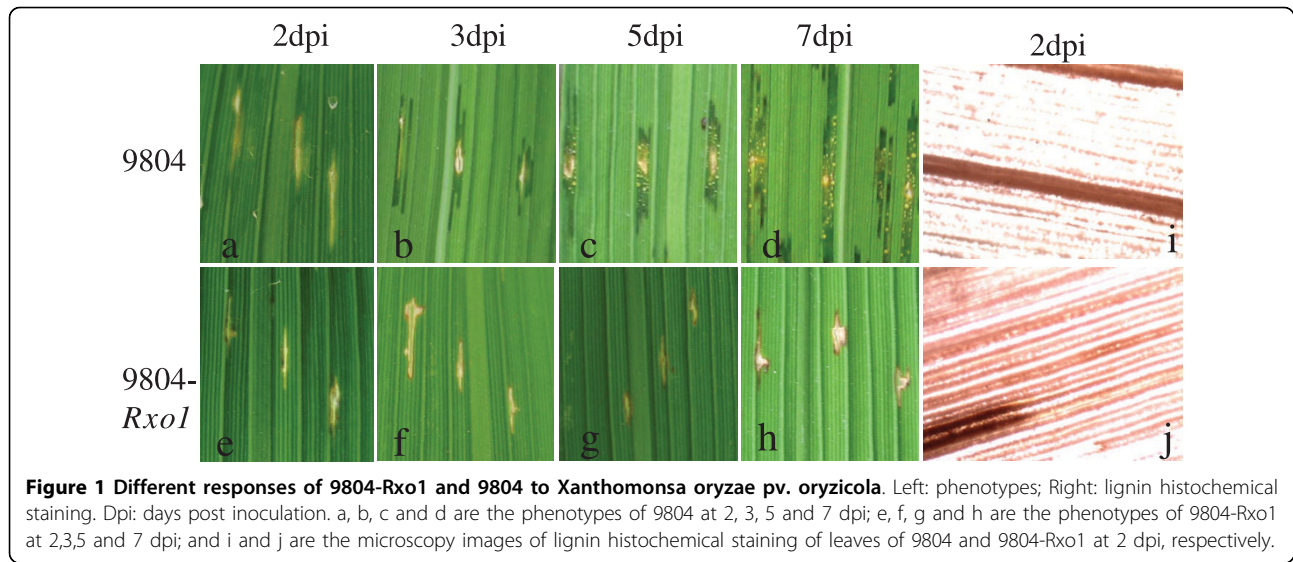 2dpi 3dpi 5dpi 7dpi 2dpi
9804
a b c d i
9804-
Rxo1
e f g h j
Figure 1 Different responses of 9804-Rxo1 and 9804 to Xanthomonsa oryzae pv. oryzicola. Left: phenotypes; Right: lignin histochemical
staining. Dpi: days post inoculation. a, b, c and d are the phenotypes of 9804 at 2, 3, 5 and 7 dpi; e, f, g and h are the phenotypes of 9804-Rxo1
at 2,3,5 and 7 dpi; and i and j are the microscopy images of lignin histochemical staining of leaves of 9804 and 9804-Rxo1 at 2 dpi, respectively.